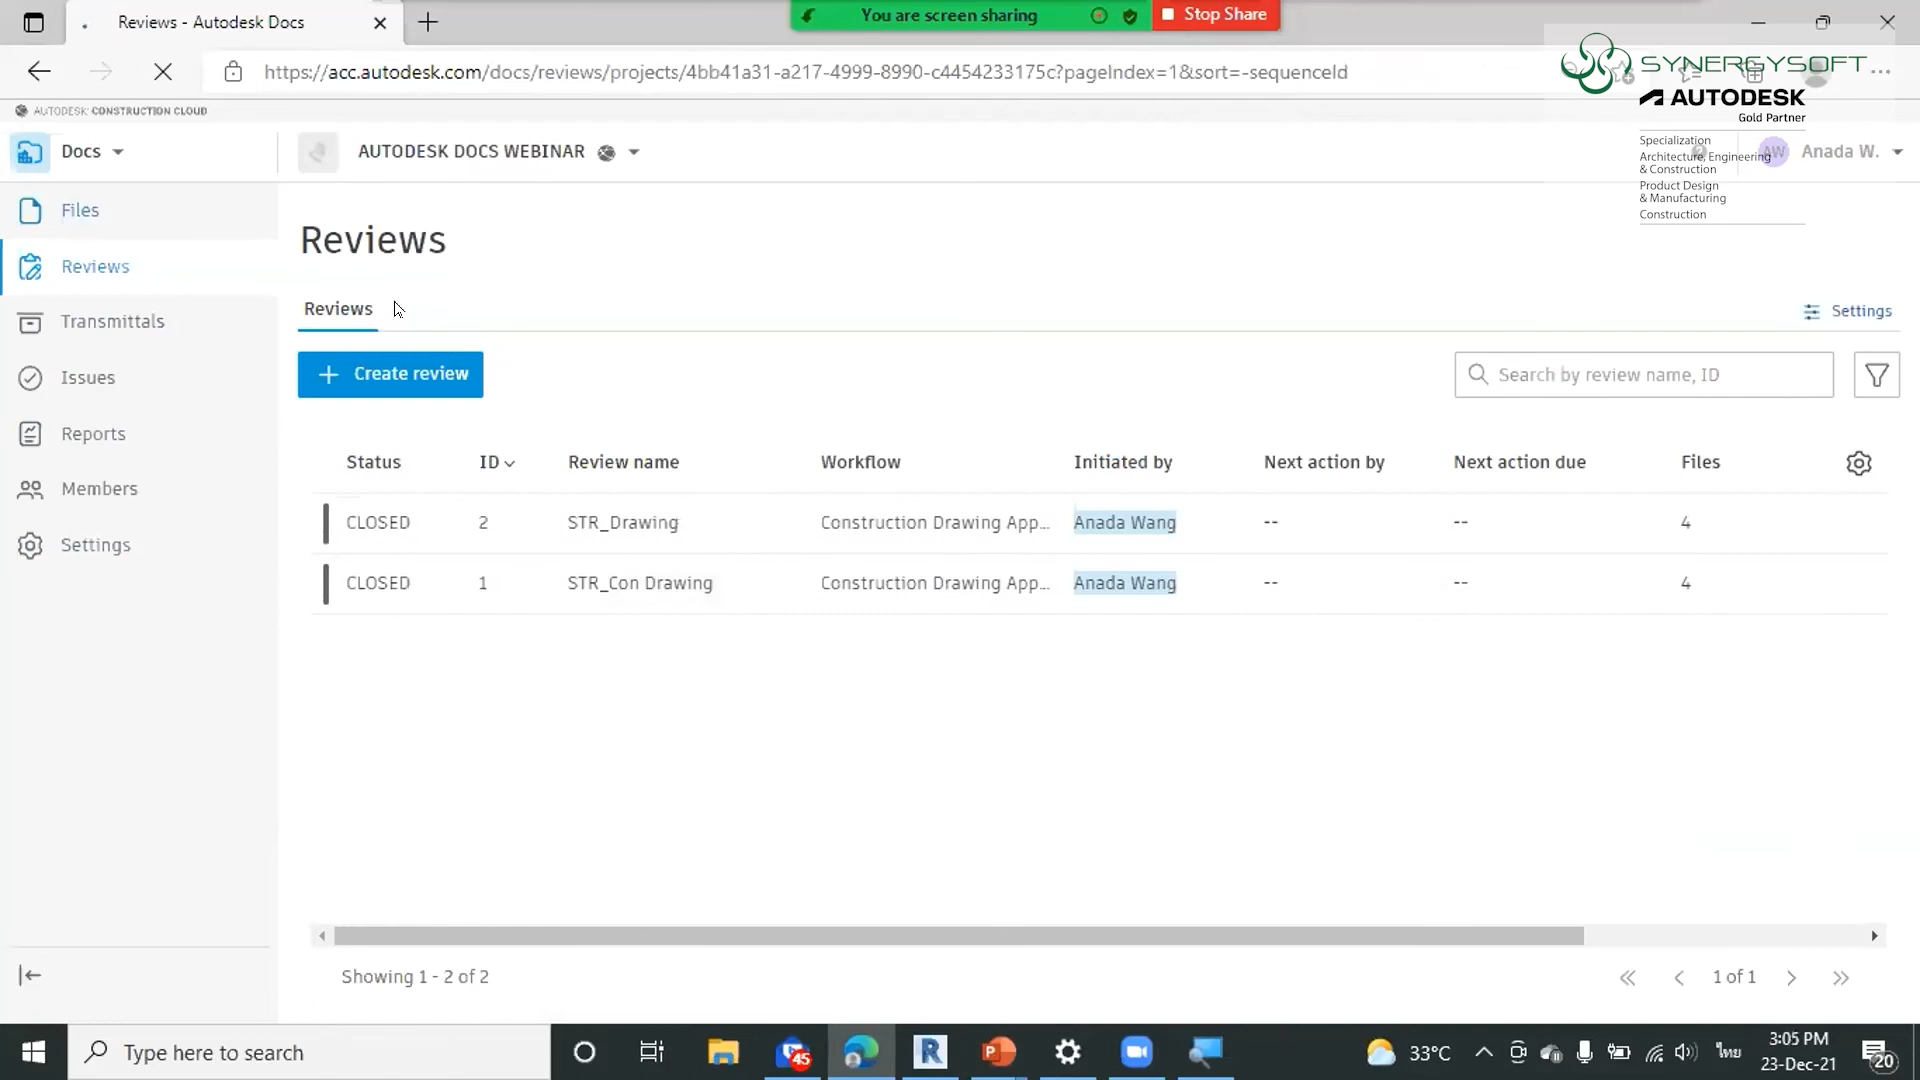 Reviews - Autodesk Docs
You are screen sharing
Stop Share
https://acc.autodesk.com/docs/reviews/projects/4bb41a31-a217-4999-8990-c4454233175c?pageIndex=1&sort=-sequenceId
SYNERGYSOFT
AUTODESK
Gold Partner
Specialization
Architecture, Engineering
& Construction
Product Design
& Manufacturing
Construction
AUTODESK CONSTRUCTION CLOUD
Docs
AUTODESK DOCS WEBINAR
AW
Anada W.
Files
Reviews
Transmittals
Issues
Reports
Members
Settings
Reviews
Reviews
Settings
Create review
Search by review name, ID
Status ID Review name Workflow Initiated by Next action by Next action due Files
CLOSED 2 STR_Drawing Construction Drawing App... Anada Wang -- -- 4
CLOSED 1 STR_Con Drawing Construction Drawing App... Anada Wang -- -- 4
Showing 1 - 2 of 2
1 of 1
Type here to search
45
33°C
ไทย
3:05 PM
23-Dec-21
20